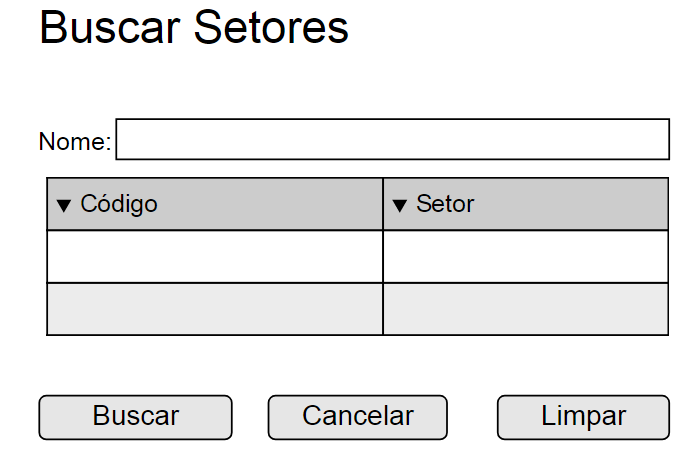 Buscar Setores
Nome:
Código Setor
Buscar Cancelar Limpar